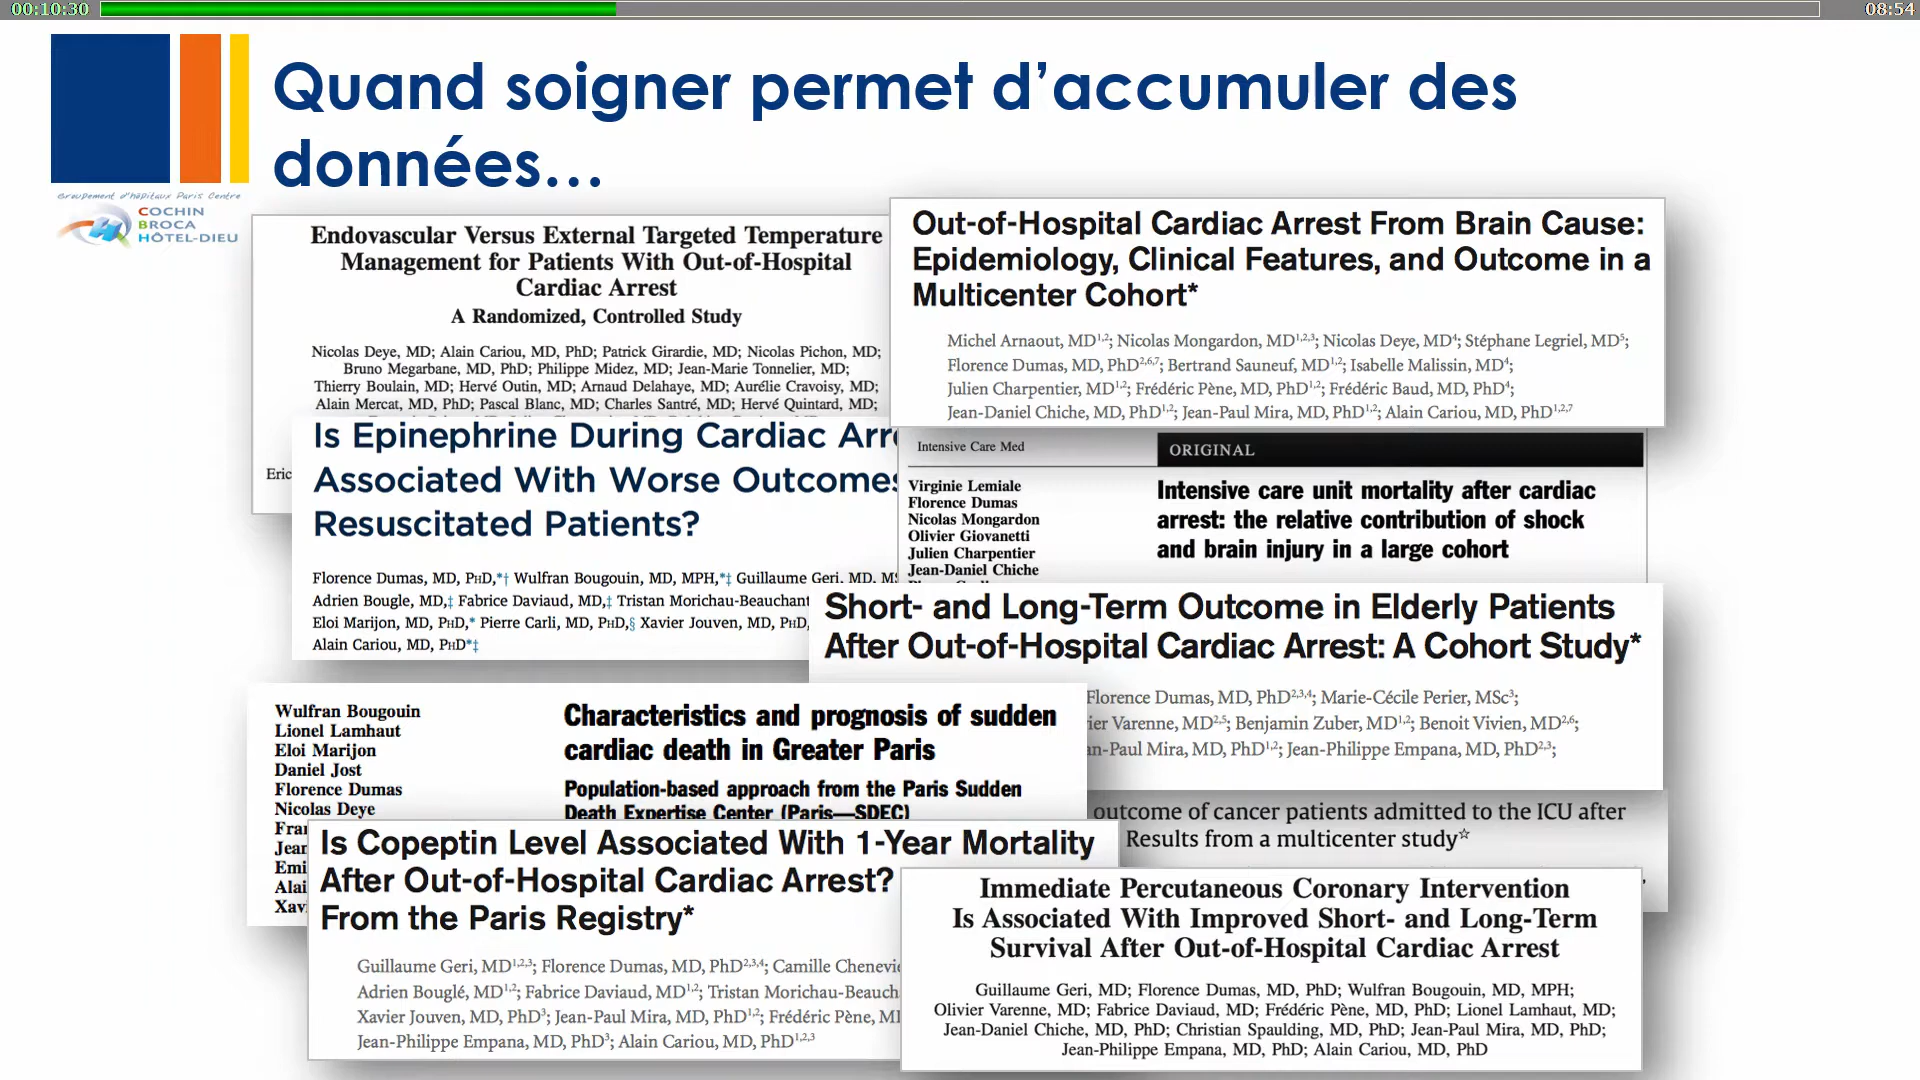 00:10:30
08:54
Quand soigner permet d’accumuler des
données…
Groupement d'hôpitaux Paris Centre
COCHIN
BROCA
HÔTEL-DIEU
Endovascular Versus External Targeted Temperature
Management for Patients With Out-of-Hospital
Cardiac Arrest
A Randomized, Controlled Study
Nicolas Deye, MD; Alain Cariou, MD, PhD; Patrick Girardie, MD; Nicolas Pichon, MD;
Bruno Megarbane, MD, PhD; Philippe Midez, MD; Jean-Marie Tonnelier, MD;
Thierry Boulain, MD; Hervé Outin, MD; Arnaud Delahaye, MD; Aurélie Cravoisy, MD;
Alain Mercat, MD, PhD; Pascal Blanc, MD; Charles Santré, MD; Hervé Quintard, MD;
Eric
Out-of-Hospital Cardiac Arrest From Brain Cause:
Epidemiology, Clinical Features, and Outcome in a
Multicenter Cohort*
Michel Arnaout, MD1,2; Nicolas Mongardon, MD1,2,3; Nicolas Deye, MD4; Stéphane Legriel, MD5;
Florence Dumas, MD, PhD2,6,7; Bertrand Sauneuf, MD1,2; Isabelle Malissin, MD4;
Julien Charpentier, MD1,2; Frédéric Pène, MD, PhD1,2; Frédéric Baud, MD, PhD4;
Jean-Daniel Chiche, MD, PhD1,2; Jean-Paul Mira, MD, PhD1,2; Alain Cariou, MD, PhD1,2,7
Is Epinephrine During Cardiac Arr
Associated With Worse Outcomes
Resuscitated Patients?
Florence Dumas, MD, PhD,*† Wulfran Bougouin, MD, MPH,*‡ Guillaume Geri, MD, MS
Adrien Bougle, MD,‡ Fabrice Daviaud, MD,‡ Tristan Morichau-Beauchant
Eloi Marijon, MD, PhD,* Pierre Carli, MD, PhD,§ Xavier Jouven, MD, PhD,
Alain Cariou, MD, PhD*‡
Intensive Care Med
ORIGINAL
Virginie Lemiale
Florence Dumas
Nicolas Mongardon
Olivier Giovanetti
Julien Charpentier
Jean-Daniel Chiche
Intensive care unit mortality after cardiac
arrest: the relative contribution of shock
and brain injury in a large cohort
Short- and Long-Term Outcome in Elderly Patients
After Out-of-Hospital Cardiac Arrest: A Cohort Study*
Florence Dumas, MD, PhD2,3,4; Marie-Cécile Perier, MSc3;
ier Varenne, MD2,5; Benjamin Zuber, MD1,2; Benoit Vivien, MD2,6;
an-Paul Mira, MD, PhD1,2; Jean-Philippe Empana, MD, PhD2,3;
Wulfran Bougouin
Lionel Lamhaut
Eloi Marijon
Daniel Jost
Florence Dumas
Nicolas Deye
Fran
Jear
Emi
Alai
Xav
Characteristics and prognosis of sudden
cardiac death in Greater Paris
Population-based approach from the Paris Sudden
Death Expertise Center (Paris—SDEC)
outcome of cancer patients admitted to the ICU after
Results from a multicenter study☆
Is Copeptin Level Associated With 1-Year Mortality
After Out-of-Hospital Cardiac Arrest?
From the Paris Registry*
Guillaume Geri, MD1,2,3; Florence Dumas, MD, PhD2,3,4; Camille Chenevie
Adrien Bouglé, MD1,2; Fabrice Daviaud, MD1,2; Tristan Morichau-Beauch
Xavier Jouven, MD, PhD3; Jean-Paul Mira, MD, PhD1,2; Frédéric Pène, MD
Jean-Philippe Empana, MD, PhD3; Alain Cariou, MD, PhD1,2,3
Immediate Percutaneous Coronary Intervention
Is Associated With Improved Short- and Long-Term
Survival After Out-of-Hospital Cardiac Arrest
Guillaume Geri, MD; Florence Dumas, MD, PhD; Wulfran Bougouin, MD, MPH;
Olivier Varenne, MD; Fabrice Daviaud, MD; Frédéric Pène, MD, PhD; Lionel Lamhaut, MD;
Jean-Daniel Chiche, MD, PhD; Christian Spaulding, MD, PhD; Jean-Paul Mira, MD, PhD;
Jean-Philippe Empana, MD, PhD; Alain Cariou, MD, PhD